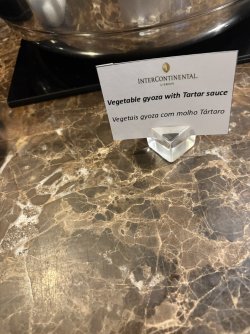 INTERCONTINENTAL
Vegetable gyoza with Tartar sauce
Vegetais gyoza com molho Tártaro